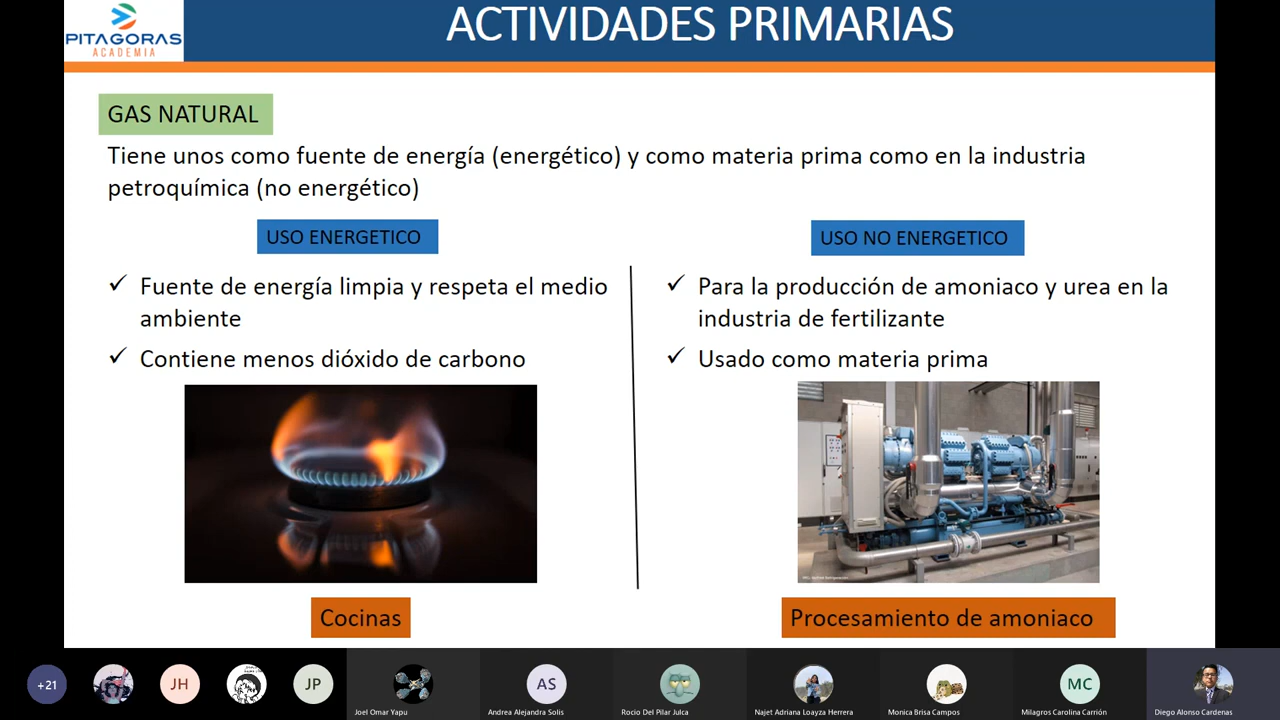 PITAGORAS
ACADEMIA
ACTIVIDADES PRIMARIAS
GAS NATURAL
Tiene unos como fuente de energía (energético) y como materia prima como en la industria
petroquímica (no energético)
USO ENERGETICO
✓ Fuente de energía limpia y respeta el medio
ambiente
✓ Contiene menos dióxido de carbono
Cocinas
USO NO ENERGETICO
✓ Para la producción de amoniaco y urea en la
industria de fertilizante
✓ Usado como materia prima
Procesamiento de amoniaco
+21
JH
JP
Joel Omar Yapu
AS
Andrea Alejandra Solis
Rocio Del Pilar Julca
Najet Adriana Loayza Herrera
Monica Brisa Campos
MC
Milagros Carolina Carrión
Diego Alonso Cardenas